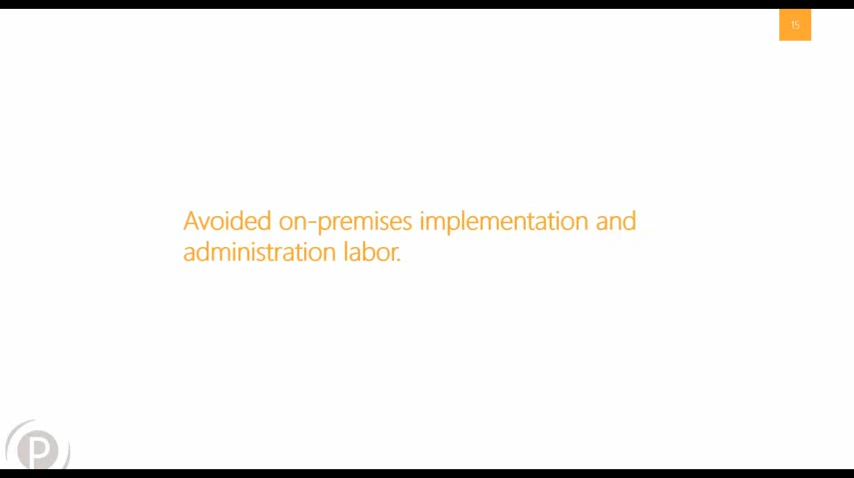 15
Avoided on-premises implementation and
administration labor.
P